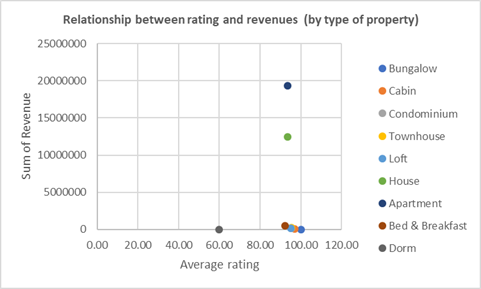 Relationship between rating and revenues (by type of property)
Sum of Revenue
25000000
20000000
15000000
10000000
5000000
0
0.00 20.00 40.00 60.00 80.00 100.00 120.00
Average rating
Bungalow
Cabin
Condominium
Townhouse
Loft
House
Apartment
Bed & Breakfast
Dorm